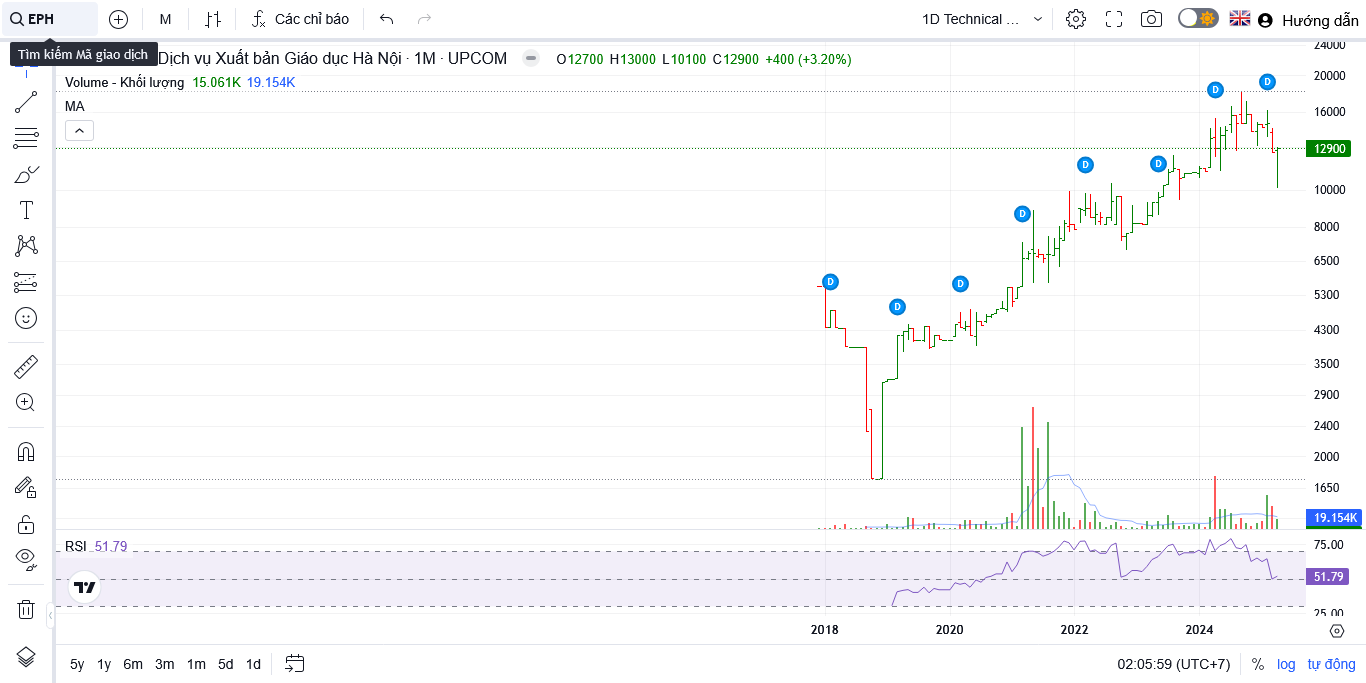 EPH M Các chỉ báo 1D Technical ... Hướng dẫn
Tìm kiếm Mã giao dịch
Dịch vụ Xuất bản Giáo dục Hà Nội · 1M · UPCOM O12700 H13000 L10100 C12900 +400 (+3.20%)
Volume - Khối lượng 15.061K 19.154K
MA
24000
20000
16000
12900
10000
8000
6500
5300
4300
3500
2900
2400
2000
1650
19.154K
D
D
D
D
D
D
D
D
RSI 51.79
75.00
51.79
25.00
2018 2020 2022 2024
5y 1y 6m 3m 1m 5d 1d 02:05:59 (UTC+7) % log tự động